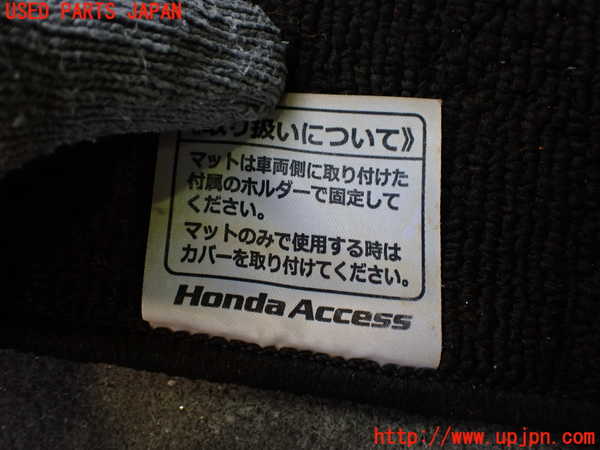 USED PARTS JAPAN
取り扱いについて》
マットは車両側に取り付けた
付属のホルダーで固定して
ください。
マットのみで使用する時は
カバーを取り付けてください。
Honda Access
http://www.upjpn.com/